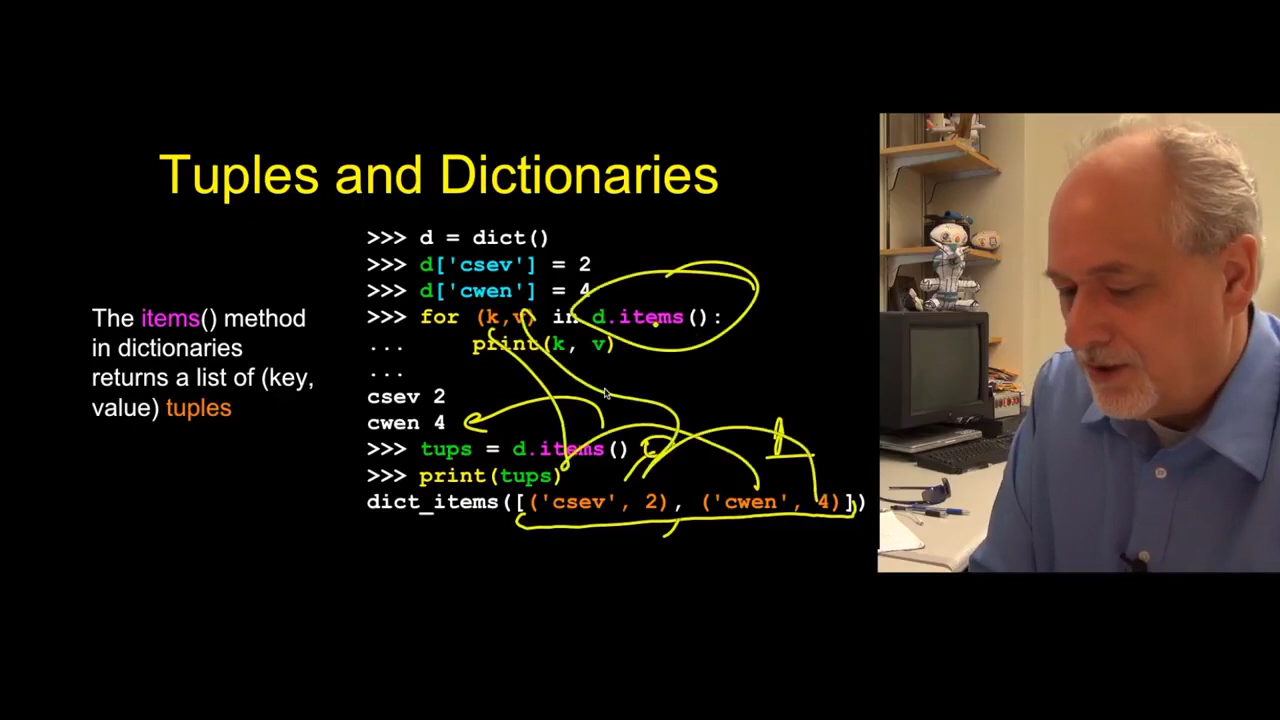 Tuples and Dictionaries
The items() method
in dictionaries
returns a list of (key,
value) tuples
>>> d = dict()
>>> d['csev'] = 2
>>> d['cwen'] = 4
>>> for (k,v) in d.items():
...     print(k, v)
...
csev 2
cwen 4
>>> tups = d.items()
>>> print(tups)
dict_items([('csev', 2), ('cwen', 4)])